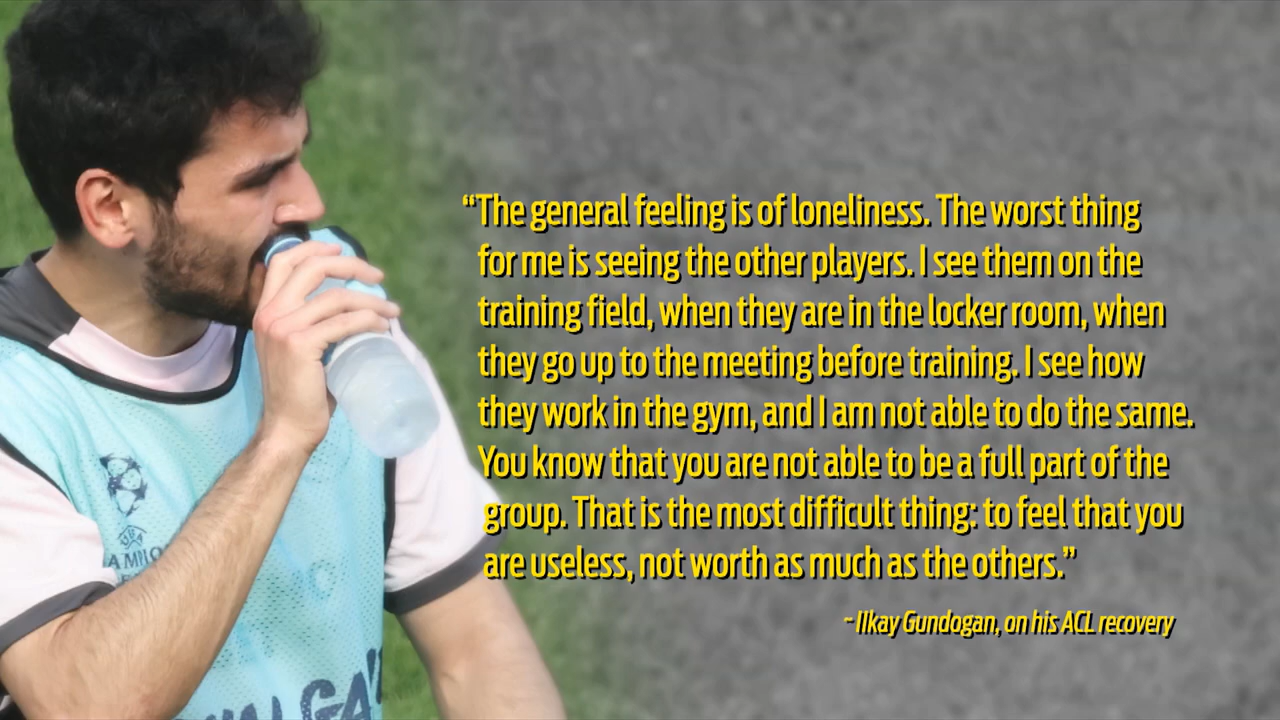 “The general feeling is of loneliness. The worst thing
for me is seeing the other players. I see them on the
training field, when they are in the locker room, when
they go up to the meeting before training. I see how
they work in the gym, and I am not able to do the same.
You know that you are not able to be a full part of the
group. That is the most difficult thing: to feel that you
are useless, not worth as much as the others.”
~ Ilkay Gundogan, on his ACL recovery